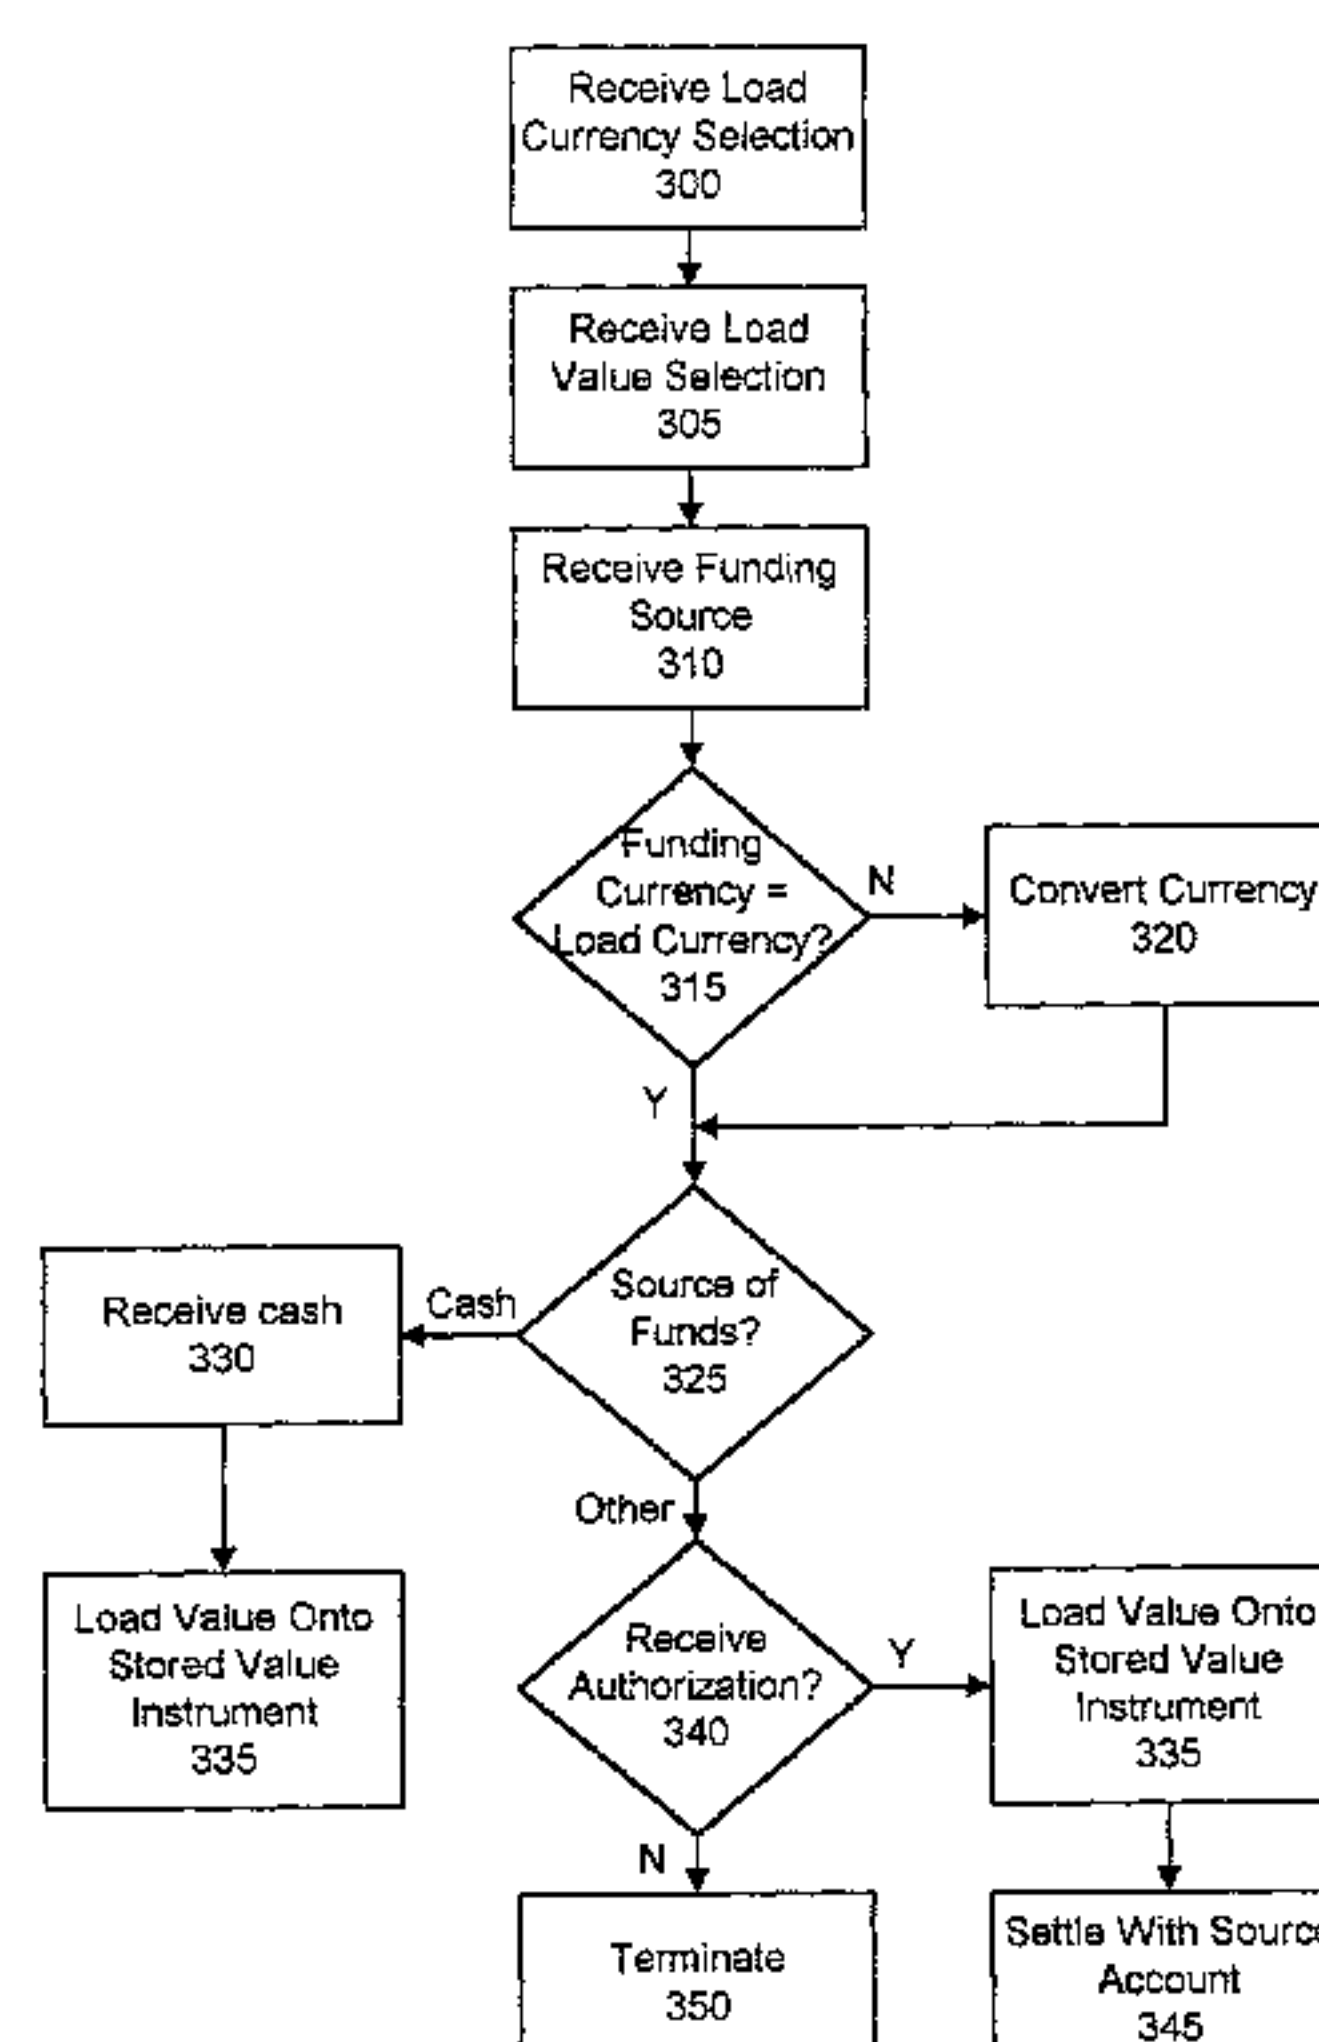 Receive Load
Currency Selection
300
Receive Load
Value Selection
305
Receive Funding
Source
310
Funding
Currency =
Load Currency?
315
N
Convert Currency
320
Y
Source of
Funds?
325
Cash
Receive cash
330
Other
Load Value Onto
Stored Value
Instrument
335
Receive
Authorization?
340
Y
Load Value Onto
Stored Value
Instrument
335
N
Terminate
350
Settle With Source
Account
345